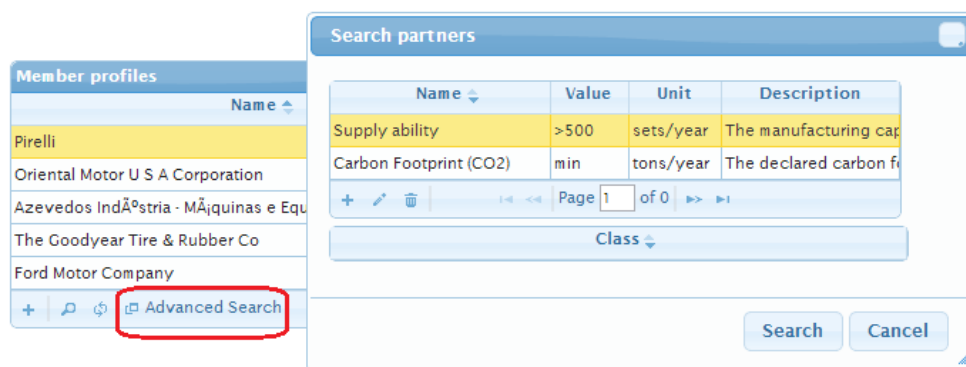 Search partners
Member profiles
Name
Pirelli
Oriental Motor U S A Corporation
Azevedos IndÃºstria - MÃ¡quinas e Equ
The Goodyear Tire & Rubber Co
Ford Motor Company
Advanced Search
Name Value Unit Description
Supply ability >500 sets/year The manufacturing cap
Carbon Footprint (CO2) min tons/year The declared carbon f
Page 1 of 0
Class
Search Cancel